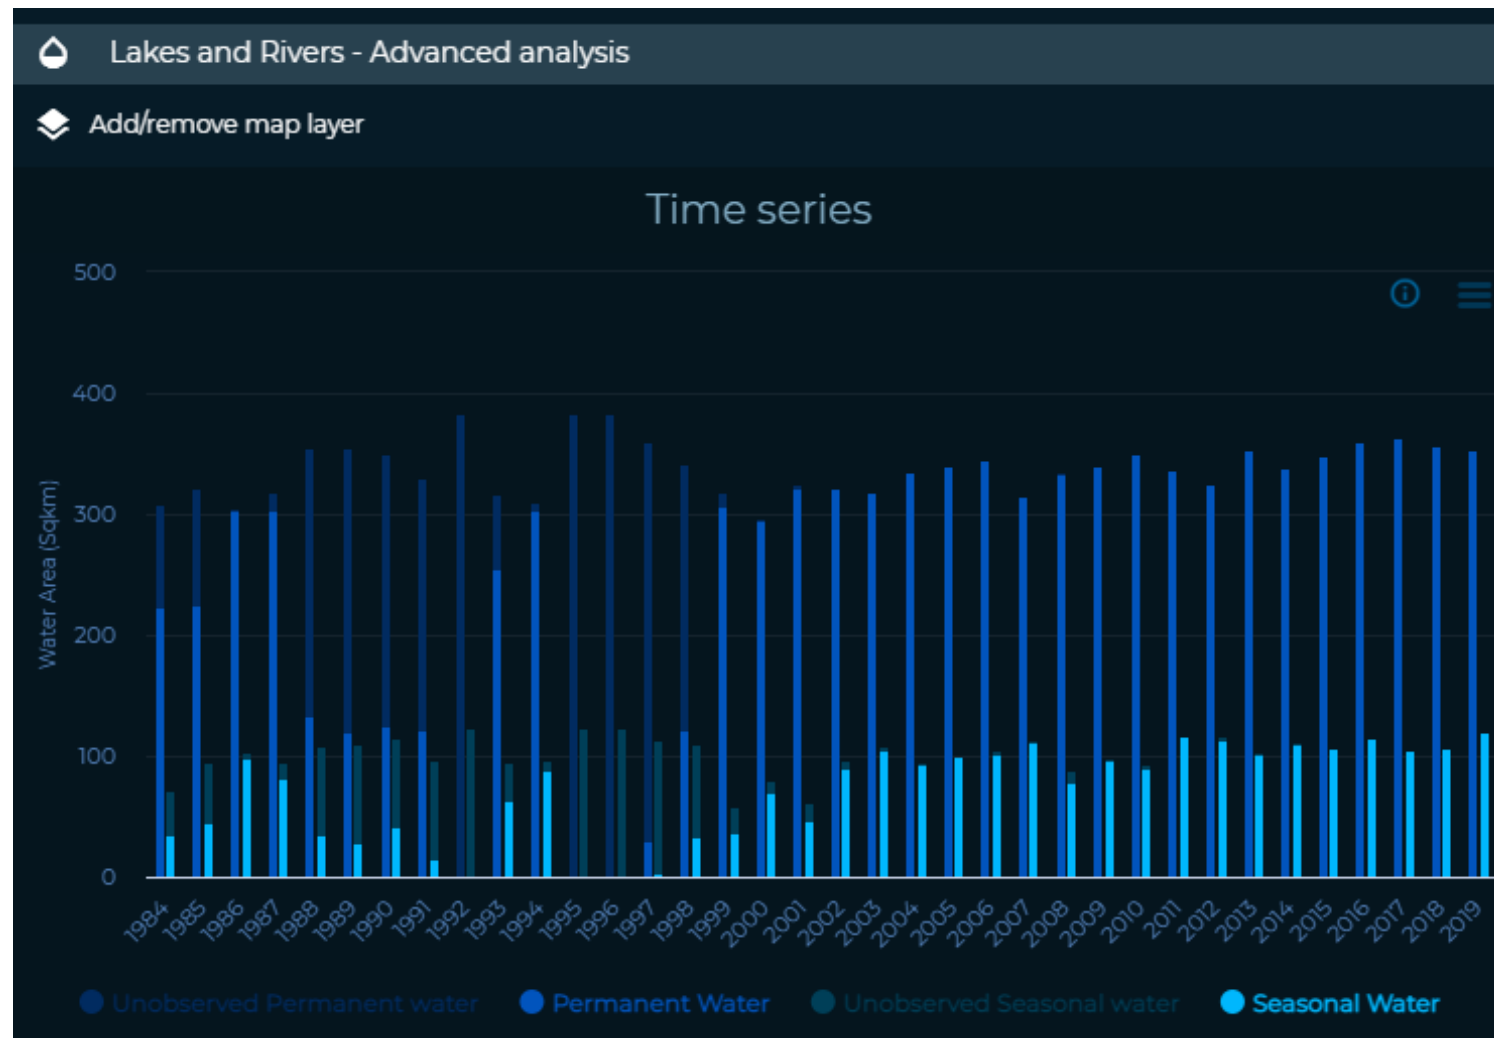 Lakes and Rivers - Advanced analysis
Add/remove map layer
Time series
500
400
300
200
100
0
Water Area (Sqkm)
1984 1985 1986 1987 1988 1989 1990 1991 1992 1993 1994 1995 1996 1997 1998 1999 2000 2001 2002 2003 2004 2005 2006 2007 2008 2009 2010 2011 2012 2013 2014 2015 2016 2017 2018 2019
Unobserved Permanent water Permanent Water Unobserved Seasonal water Seasonal Water